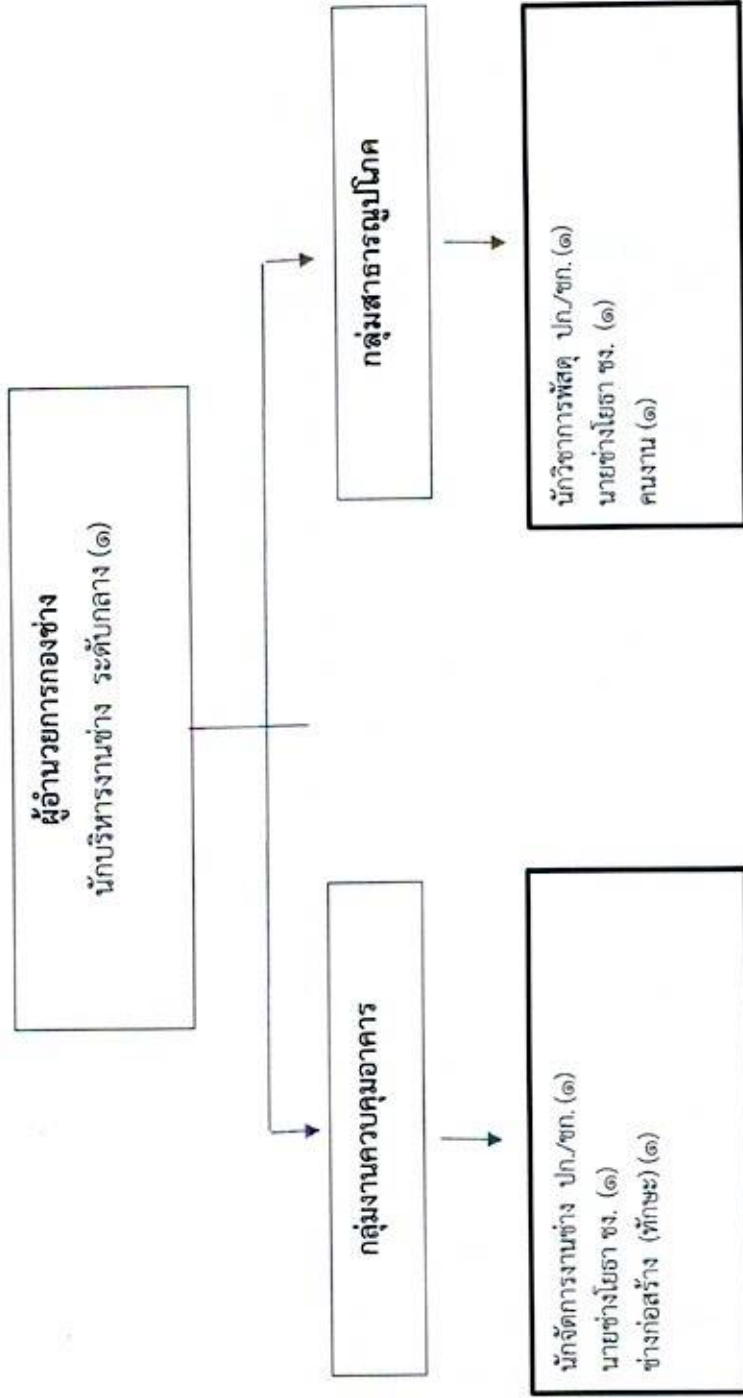 ผู้อำนวยการกองช่าง
นักบริหารงานช่าง ระดับกลาง (๑)
กลุ่มงานควบคุมอาคาร
กลุ่มสาธารณูปโภค
นักจัดการงานช่าง ปก./ชก. (๑)
นายช่างโยธา ชง. (๑)
ช่างก่อสร้าง (ทักษะ) (๑)
นักวิชาการพัสดุ ปก./ชก. (๑)
นายช่างโยธา ชง. (๑)
คนงาน (๑)